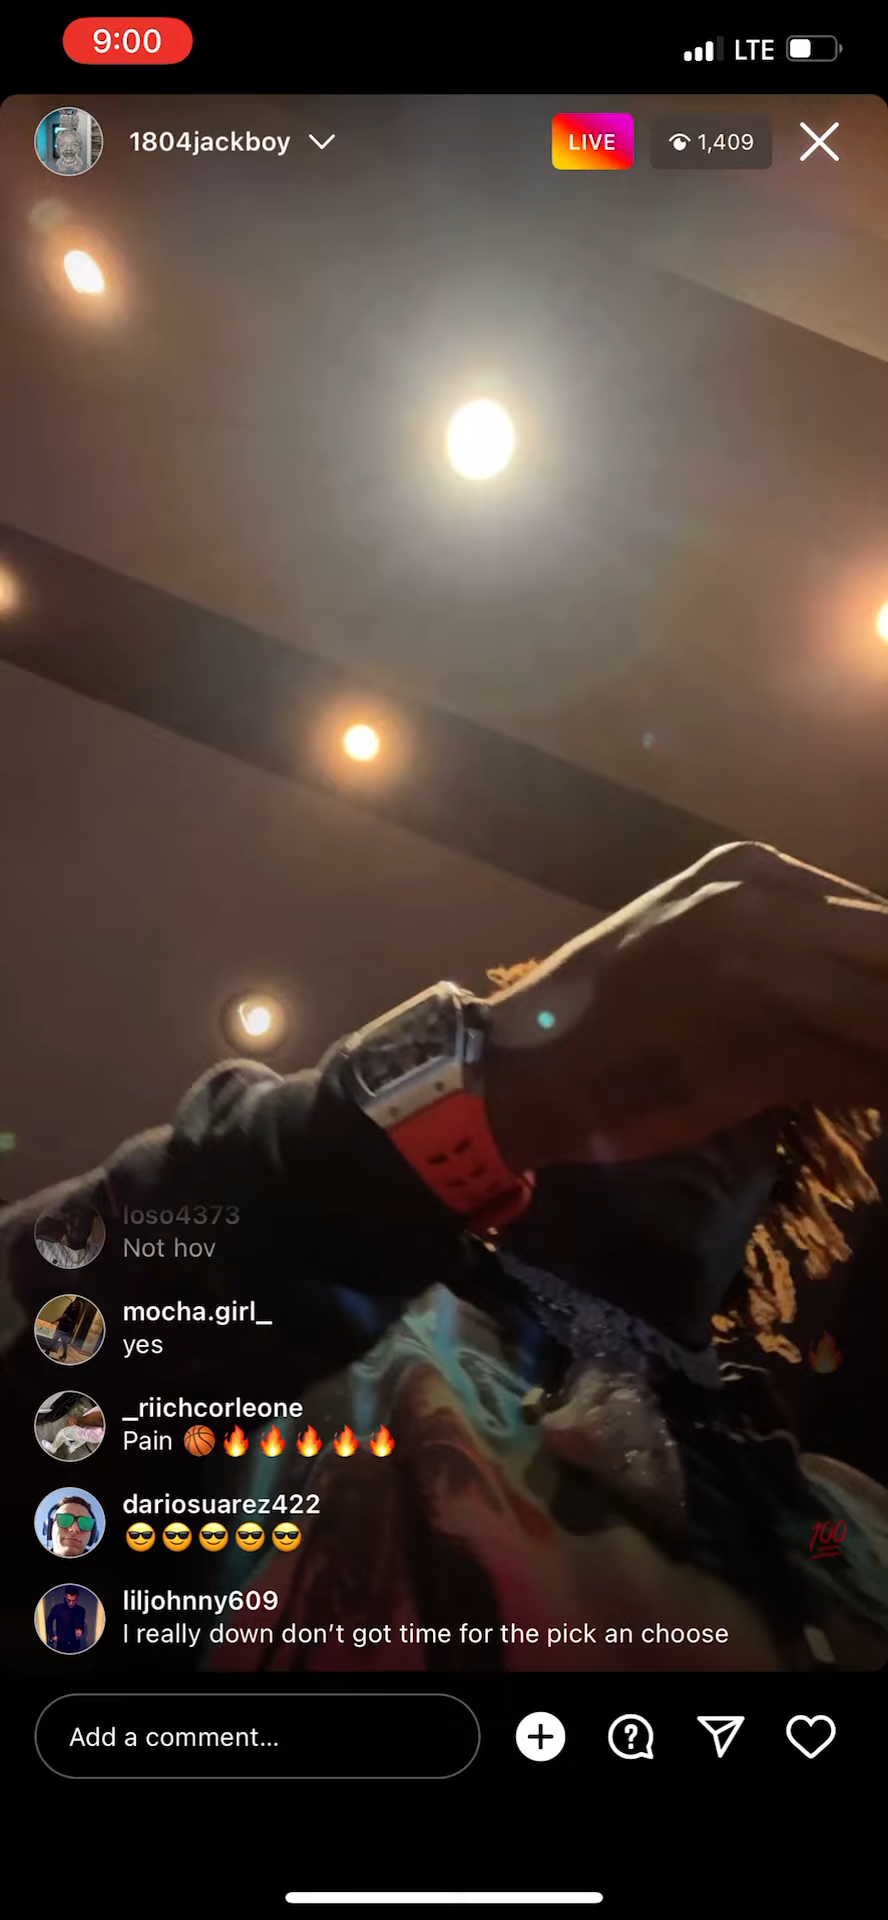 9:00
LTE
1804jackboy
LIVE
1,409
loso4373
Not hov
mocha.girl_
yes
_riichcorleone
Pain 🏀🔥🔥🔥🔥🔥
dariosuarez422
😎😎😎😎😎
liljohnny609
I really down don’t got time for the pick an choose
Add a comment...
💯